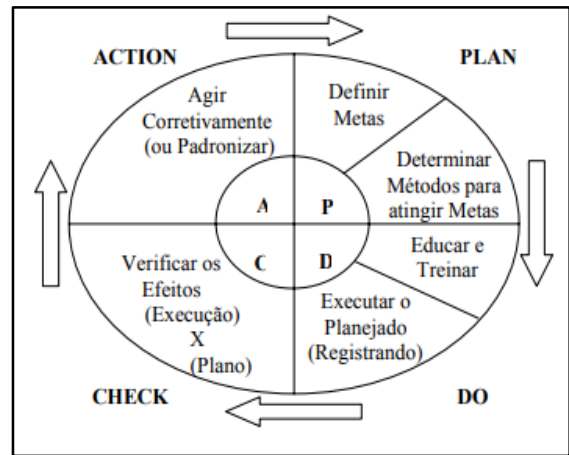 ACTION
PLAN
Agir
Corretivamente
(ou Padronizar)
Definir
Metas
Determinar
Métodos para
atingir Metas
A
P
C
D
Educar e
Treinar
Verificar os
Efeitos
(Execução)
X
(Plano)
Executar o
Planejado
(Registrando)
CHECK
DO